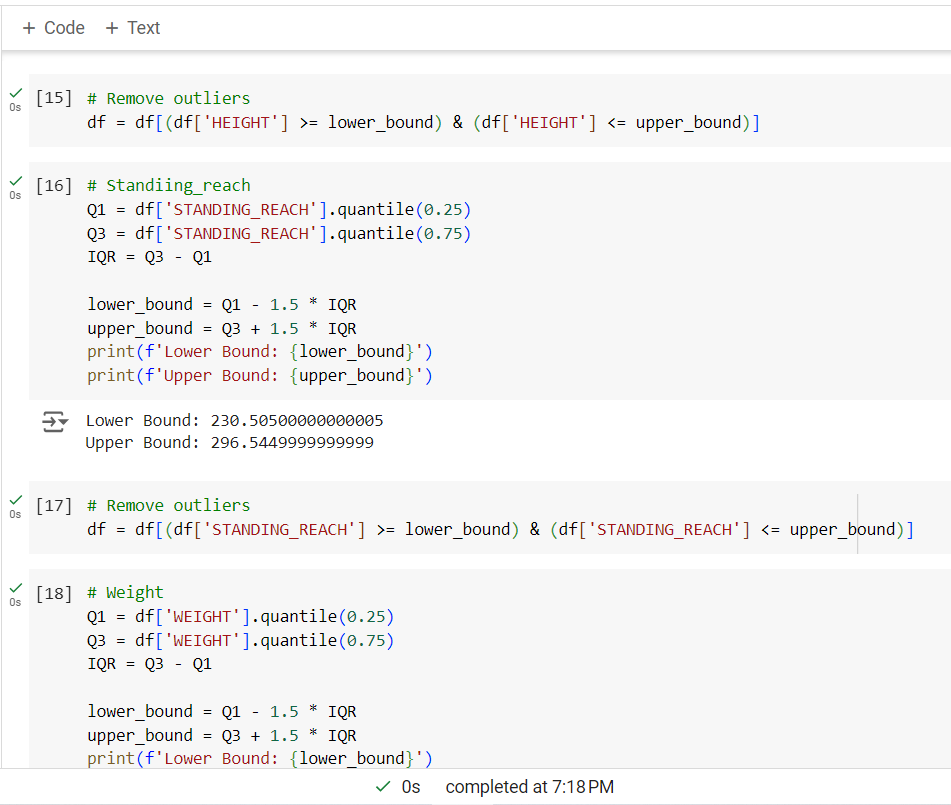 + Code + Text
[15] # Remove outliers
0s
df = df[(df['HEIGHT'] >= lower_bound) & (df['HEIGHT'] <= upper_bound)]
[16] # Standiing_reach
0s
Q1 = df['STANDING_REACH'].quantile(0.25)
Q3 = df['STANDING_REACH'].quantile(0.75)
IQR = Q3 - Q1
lower_bound = Q1 - 1.5 * IQR
upper_bound = Q3 + 1.5 * IQR
print(f'Lower Bound: {lower_bound}')
print(f'Upper Bound: {upper_bound}')
Lower Bound: 230.50500000000005
Upper Bound: 296.5449999999999
[17] # Remove outliers
0s
df = df[(df['STANDING_REACH'] >= lower_bound) & (df['STANDING_REACH'] <= upper_bound)]
[18] # Weight
0s
Q1 = df['WEIGHT'].quantile(0.25)
Q3 = df['WEIGHT'].quantile(0.75)
IQR = Q3 - Q1
lower_bound = Q1 - 1.5 * IQR
upper_bound = Q3 + 1.5 * IQR
print(f'Lower Bound: {lower_bound}')
0s completed at 7:18 PM